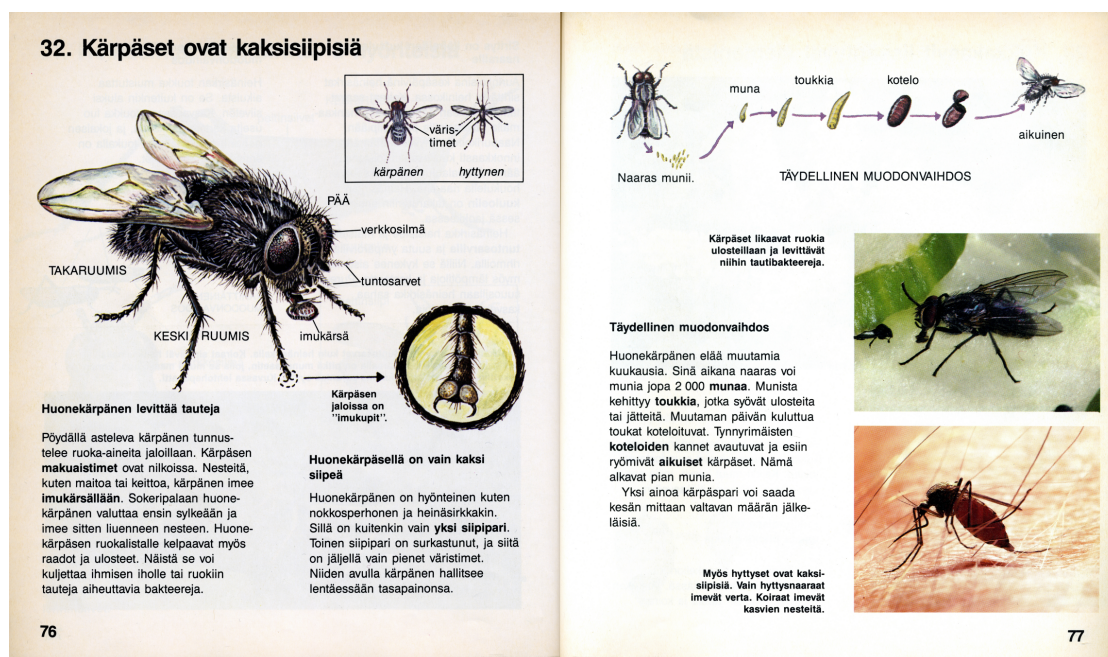 32. Kärpäset ovat kaksisiipisiä
väris-
timet
kärpänen
hyttynen
PÄÄ
verkkosilmä
tuntosarvet
TAKARUUMIS
KESKI RUUMIS
imukärsä
Kärpäsen
jaloissa on
"imukupit".
Huonekärpänen levittää tauteja
Pöydällä asteleva kärpänen tunnus-
telee ruoka-aineita jaloillaan. Kärpäsen
makuaistimet ovat nilkoissa. Nesteitä,
kuten maitoa tai keittoa, kärpänen imee
imukärsällään. Sokeripalaan huone-
kärpänen valuttaa ensin sylkeään ja
imee sitten liuenneen nesteen. Huone-
kärpäsen ruokalistalle kelpaavat myös
raadot ja ulosteet. Näistä se voi
kuljettaa ihmisen iholle tai ruokiin
tauteja aiheuttavia bakteereja.
Huonekärpäsellä on vain kaksi
siipeä
Huonekärpänen on hyönteinen kuten
nokkosperhonen ja heinäsirkkakin.
Sillä on kuitenkin vain yksi siipipari.
Toinen siipipari on surkastunut, ja siitä
on jäljellä vain pienet väristimet.
Niiden avulla kärpänen hallitsee
lentäessään tasapainonsa.
76
Naaras munii.
muna
toukkia
kotelo
aikuinen
TÄYDELLINEN MUODONVAIHDOS
Kärpäset likaavat ruokia
ulosteillaan ja levittävät
niihin tautibakteereja.
Täydellinen muodonvaihdos
Huonekärpänen elää muutamia
kuukausia. Sinä aikana naaras voi
munia jopa 2 000 munaa. Munista
kehittyy toukkia, jotka syövät ulosteita
tai jätteitä. Muutaman päivän kuluttua
toukat koteloituvat. Tynnyrimäisten
koteloiden kannet avautuvat ja esiin
ryömivät aikuiset kärpäset. Nämä
alkavat pian munia.
Yksi ainoa kärpäspari voi saada
kesän mittaan valtavan määrän jälke-
läisiä.
Myös hyttyset ovat kaksi-
siipisiä. Vain hyttysnaaraat
imevät verta. Koiraat imevät
kasvien nesteitä.
77